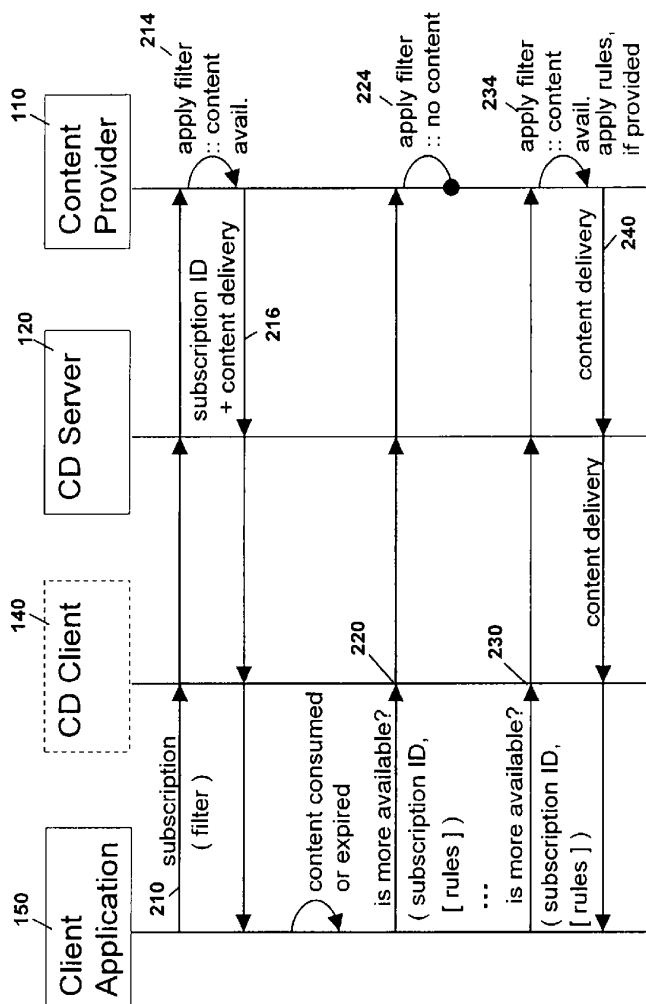 150
Client
Application
140
CD Client
120
CD Server
110
Content
Provider
210
subscription
( filter )
214
apply filter
:: content
avail.
subscription ID
+ content delivery
216
content consumed
or expired
is more available?
( subscription ID,
[ rules ] )
220
224
apply filter
:: no content
...
is more available?
( subscription ID,
[ rules ] )
230
234
apply filter
:: content
avail.
apply rules,
if provided
content delivery
content delivery
240